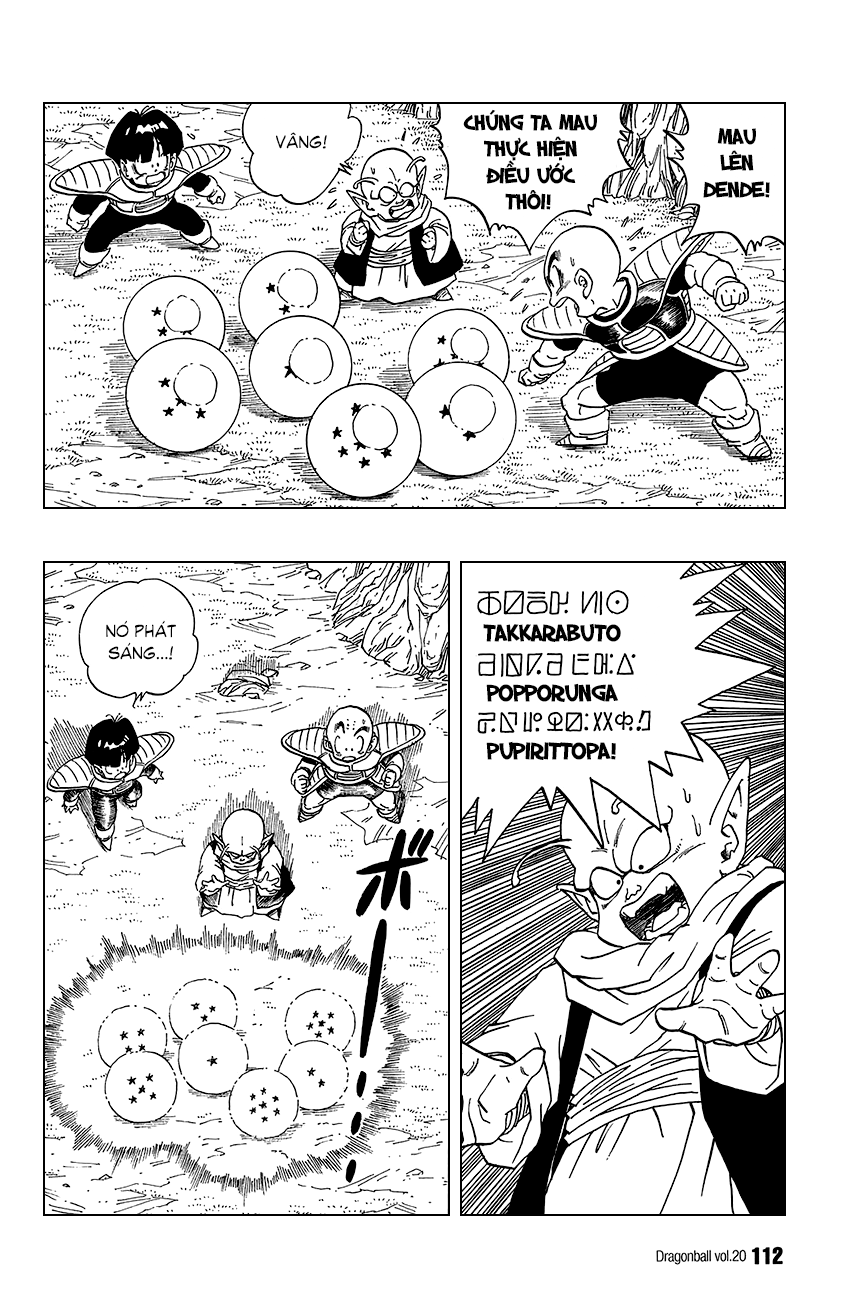 MAU
LÊN
DENDE!
CHÚNG TA MAU
THỰC HIỆN
ĐIỀU ƯỚC
THÔI!
VÂNG!
TAKKARABUTO
POPPORUNGA
PUPIRITTOPA!
NÓ PHÁT
SÁNG...!
ボ
Dragonball vol.20 112